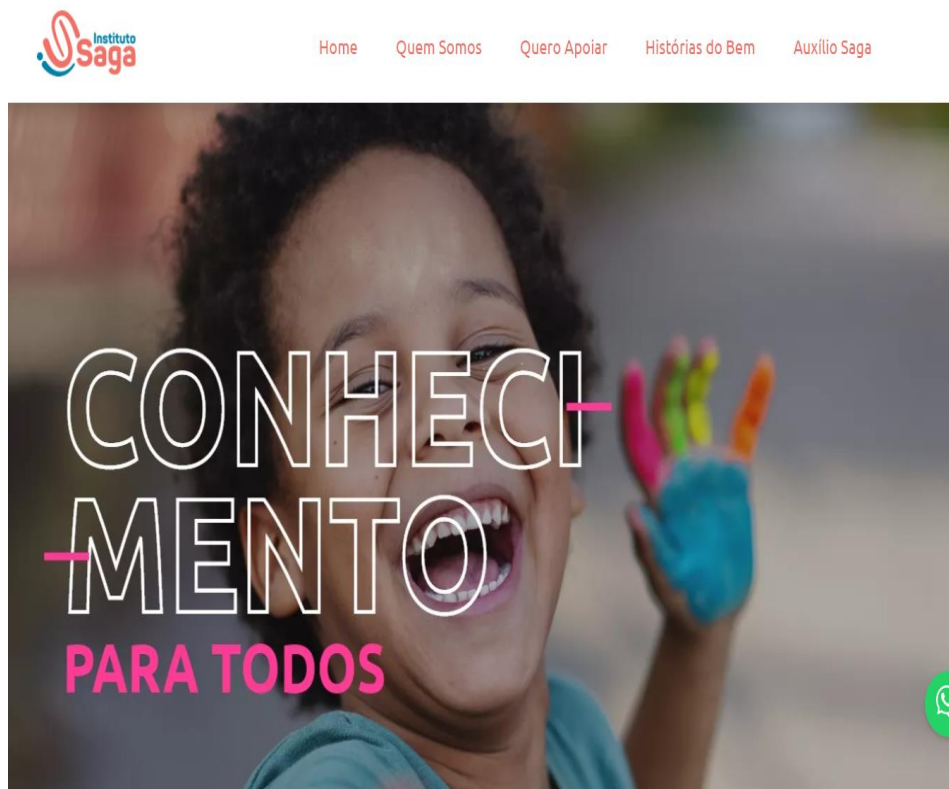 Instituto
Saga
Home Quem Somos Quero Apoiar Histórias do Bem Auxílio Saga
CONHECI
MENTO
PARA TODOS